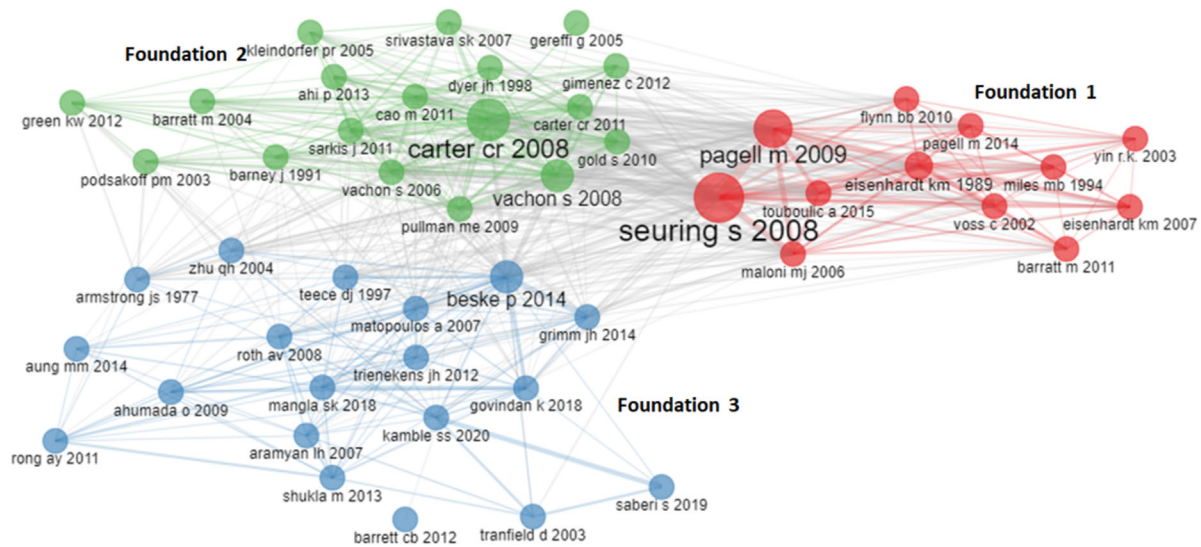 srivastava sk 2007
gereffi g 2005
Foundation 2
kleindorfer pr 2005
dyer jh 1998
gimenez c 2012
ahi p 2013
Foundation 1
cao m 2011
flynn bb 2010
green kw 2012
barratt m 2004
carter cr 2011
sarkis j 2011
carter cr 2008
pagell m 2014
gold s 2010
pagell m 2009
yin r.k. 2003
podsakoff pm 2003
barney j 1991
vachon s 2006
eisenhardt km 1989
miles mb 1994
vachon s 2008
touboulic a 2015
pullman me 2009
seuring s 2008
voss c 2002
eisenhardt km 2007
zhu qh 2004
maloni mj 2006
barratt m 2011
armstrong js 1977
teece dj 1997
beske p 2014
matopoulos a 2007
grimm jh 2014
roth av 2008
aung mm 2014
trienekens jh 2012
ahumada o 2009
mangla sk 2018
govindan k 2018
Foundation 3
kamble ss 2020
rong ay 2011
aramyan lh 2007
shukla m 2013
saberi s 2019
barrett cb 2012
tranfield d 2003